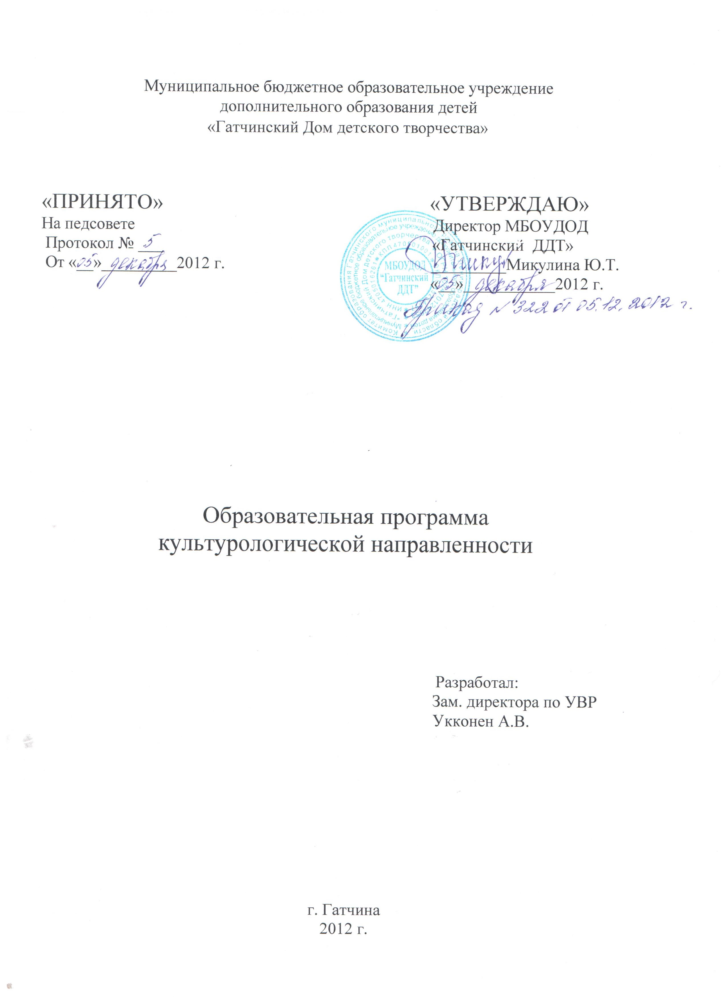 Муниципальное бюджетное образовательное учреждение
дополнительного образования детей
«Гатчинский Дом детского творчества»
«ПРИНЯТО»
На педсовете
Протокол № 5
От «05» декабря 2012 г.
«УТВЕРЖДАЮ»
Директор МБОУДОД
«Гатчинский ДДТ»
Микулина Ю.Т.
«05» декабря 2012 г.
Приказ № 322 от 05.12.2012 г.
МБОУДОД
“Гатчинский
ДДТ”
Образовательная программа
культурологической направленности
Разработал:
Зам. директора по УВР
Укконен А.В.
г. Гатчина
2012 г.